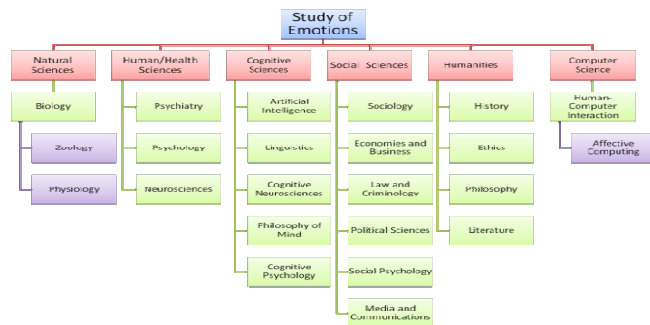 Study of
Emotions
Natural
Sciences
Human/Health
Sciences
Cognitive
Sciences
Social Sciences
Humanities
Computer
Science
Biology
Zoology
Physiology
Psychiatry
Psychology
Neurosciences
Artificial
Intelligence
Linguistics
Cognitive
Neurosciences
Philosophy of
Mind
Cognitive
Psychology
Sociology
Economies and
Business
Law and
Criminology
Political Sciences
Social Psychology
Media and
Communications
History
Ethics
Philosophy
Literature
Human-
Computer
Interaction
Affective
Computing